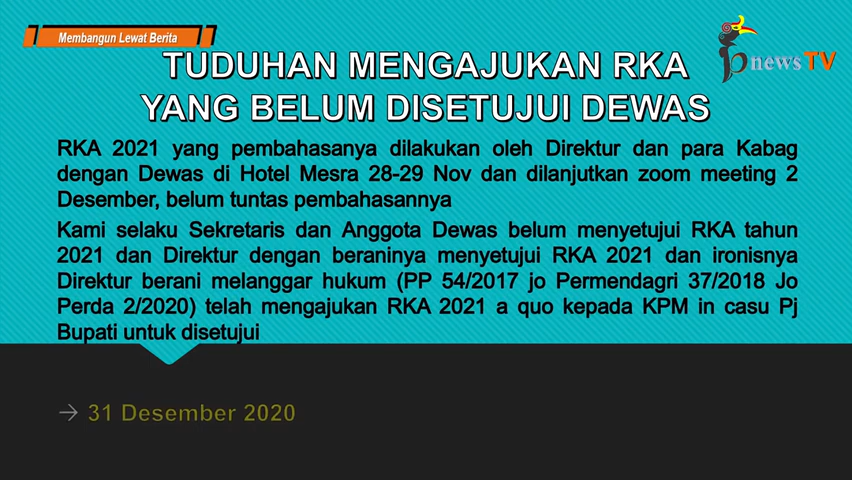 Membangun Lewat Berita
newsTV
TUDUHAN MENGAJUKAN RKA
YANG BELUM DISETUJUI DEWAS
RKA 2021 yang pembahasanya dilakukan oleh Direktur dan para Kabag
dengan Dewas di Hotel Mesra 28-29 Nov dan dilanjutkan zoom meeting 2
Desember, belum tuntas pembahasannya
Kami selaku Sekretaris dan Anggota Dewas belum menyetujui RKA tahun
2021 dan Direktur dengan beraninya menyetujui RKA 2021 dan ironisnya
Direktur berani melanggar hukum (PP 54/2017 jo Permendagri 37/2018 Jo
Perda 2/2020) telah mengajukan RKA 2021 a quo kepada KPM in casu Pj
Bupati untuk disetujui
→ 31 Desember 2020